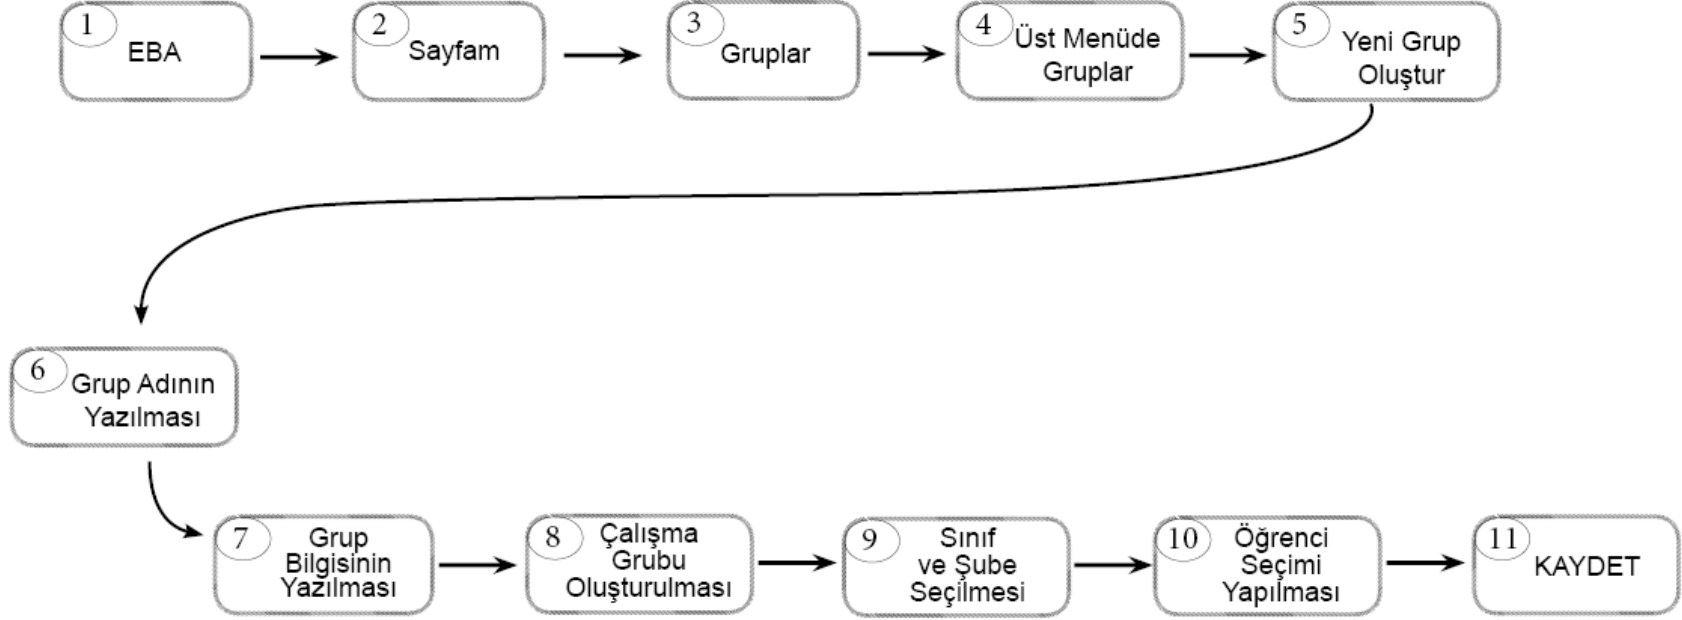 1
EBA
2
Sayfam
3
Gruplar
4
Üst Menüde
Gruplar
5
Yeni Grup
Oluştur
6
Grup Adının
Yazılması
7
Grup
Bilgisinin
Yazılması
8
Çalışma
Grubu
Oluşturulması
9
Sınıf
ve Şube
Seçilmesi
10
Öğrenci
Seçimi
Yapılması
11
KAYDET